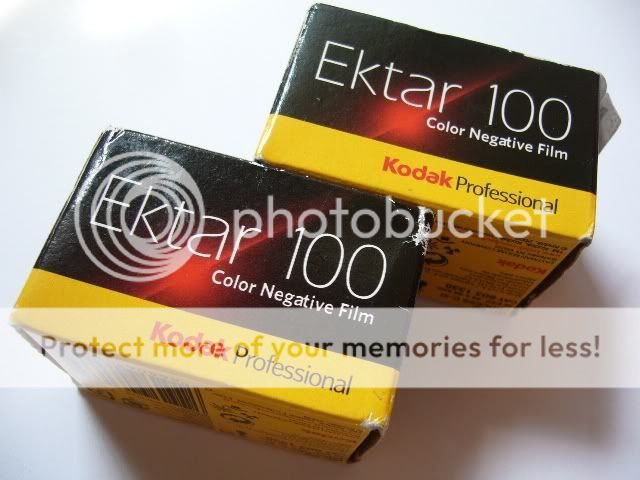 Ektar 100
Color Negative Film
Kodak Professional
Ektar 100
Color Negative Film
Kodak Professional
photobucket
Protect more of your memories for less!
Kodak